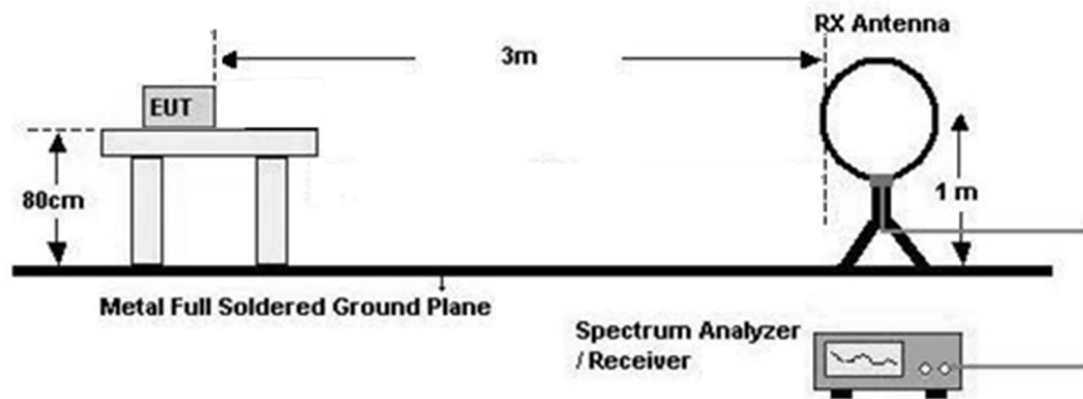 RX Antenna
3m
EUT
80cm
1 m
Metal Full Soldered Ground Plane
Spectrum Analyzer
/ Receiver